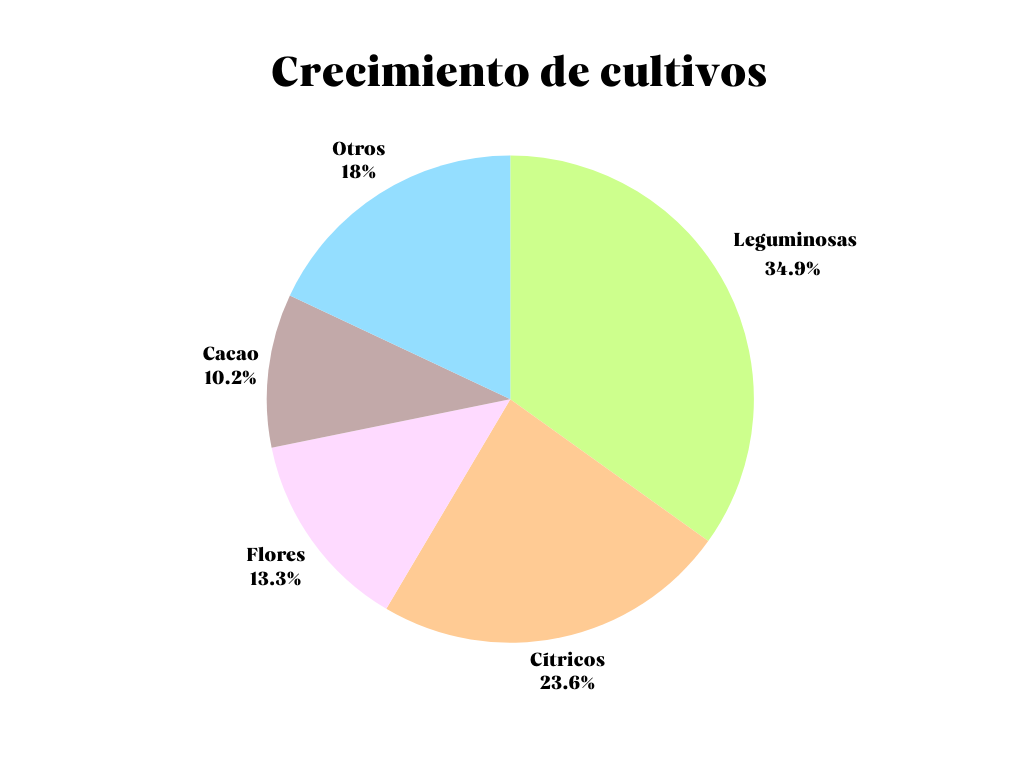 Crecimiento de cultivos
Otros
18%
Leguminosas
34.9%
Cacao
10.2%
Flores
13.3%
Cítricos
23.6%